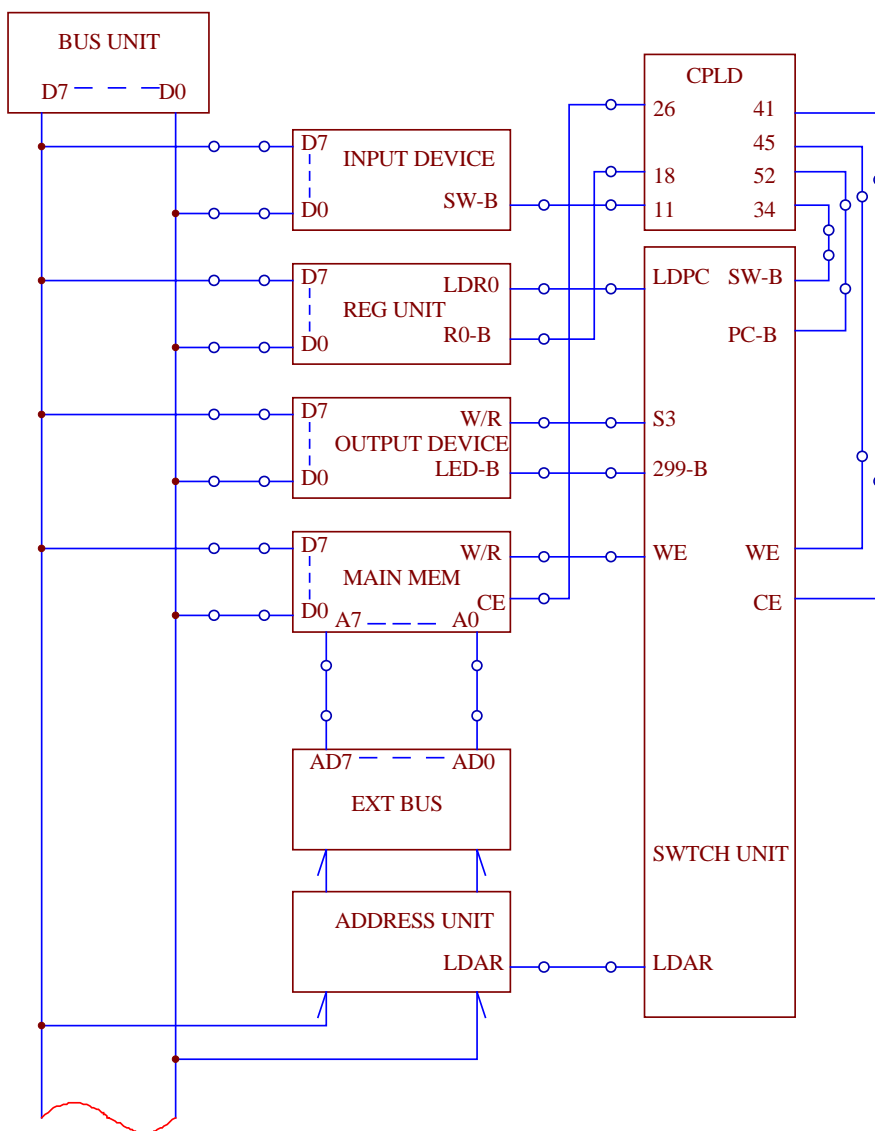 BUS UNIT
D7 D0
D7
INPUT DEVICE
SW-B
D0
D7
LDR0
REG UNIT
R0-B
D0
D7
W/R
OUTPUT DEVICE
LED-B
D0
D7
W/R
MAIN MEM
CE
D0
A7 A0
AD7 AD0
EXT BUS
ADDRESS UNIT
LDAR
CPLD
26 41
45
18 52
11 34
LDPC SW-B
PC-B
S3
299-B
WE WE
CE
SWTCH UNIT
LDAR